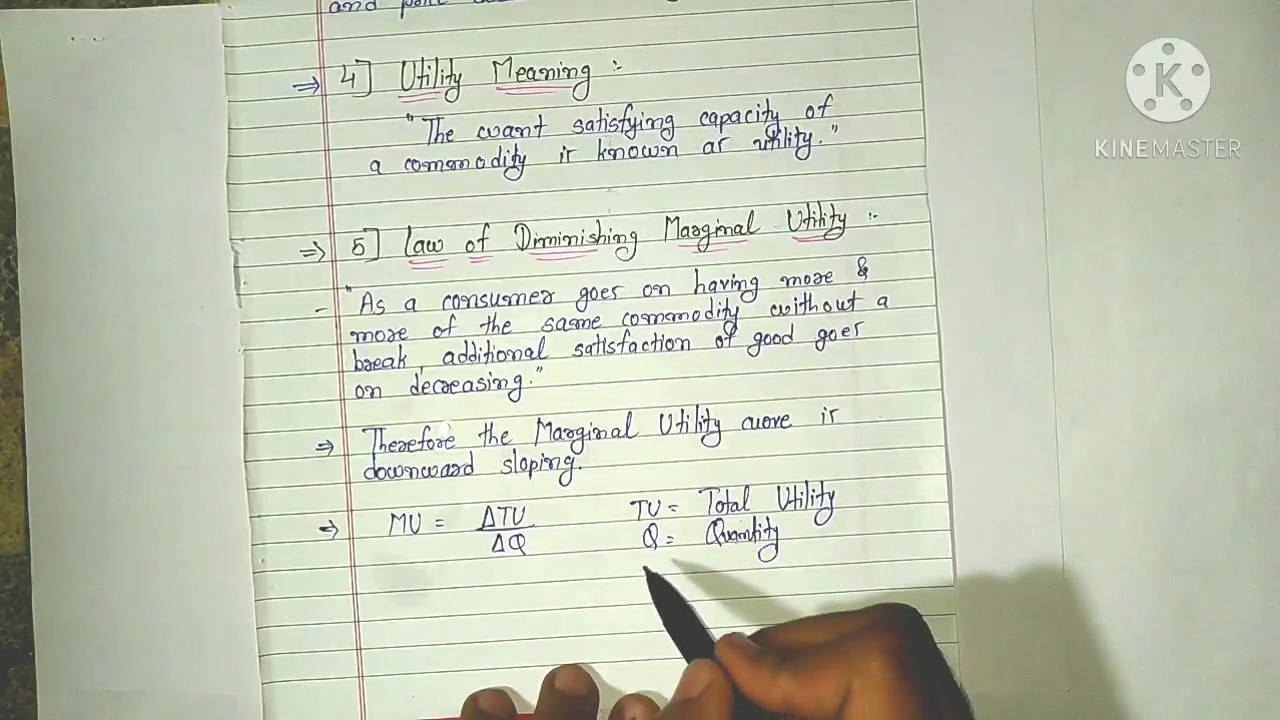 and
⇒ 4] Utility Meaning :-
"The want satisfying capacity of
a commodity is known as utility."
⇒ 5] Law of Diminishing Marginal Utility :-
- "As a consumer goes on having more &
more of the same commodity without a
break, additional satisfaction of good goes
on decreasing."
⇒ Therefore the Marginal Utility curve is
downward sloping.
⇒ MU = ΔTU / ΔQ TU = Total Utility
Q = Quantity
K
KINEMASTER